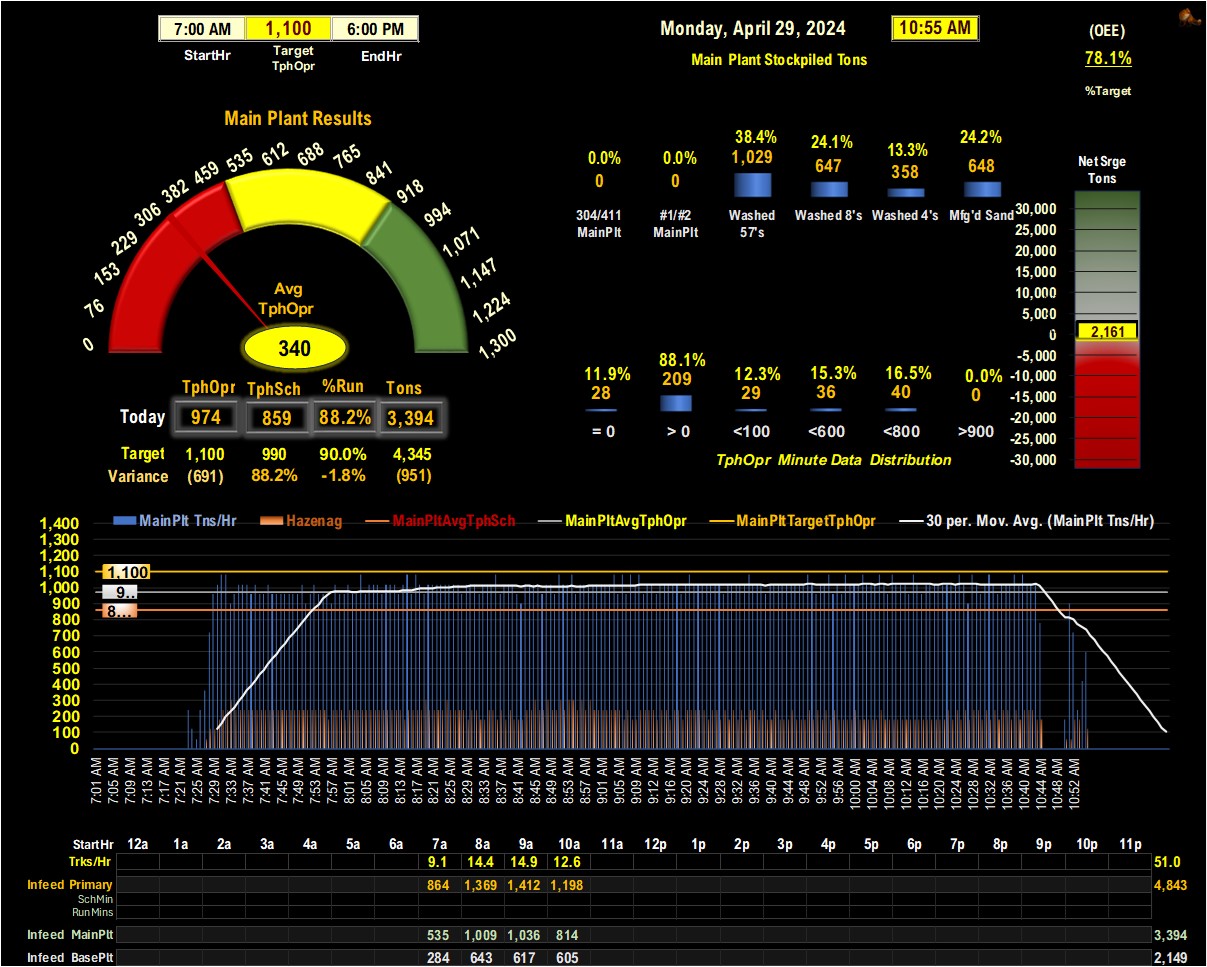 7:00 AM 1,100 6:00 PM
StartHr Target TphOpr EndHr
Monday, April 29, 2024 10:55 AM
Main Plant Stockpiled Tons
(OEE)
78.1%
%Target
Main Plant Results
0 76 153 229 306 382 459 535 612 688 765 841 918 994 1,071 1,147 1,224 1,300
Avg
TphOpr
340
TphOpr TphSch %Run Tons
Today 974 859 88.2% 3,394
Target 1,100 990 90.0% 4,345
Variance (691) 88.2% -1.8% (951)
0.0% 0.0% 38.4% 24.1% 13.3% 24.2%
0 0 1,029 647 358 648
304/411 #1/#2 Washed Washed 8's Washed 4's Mfg'd Sand
MainPlt MainPlt 57's
11.9% 88.1% 12.3% 15.3% 16.5% 0.0%
28 209 29 36 40 0
= 0 > 0 <100 <600 <800 >900
TphOpr Minute Data Distribution
Net Srge
Tons
30,000
25,000
20,000
15,000
10,000
5,000
0
-5,000
-10,000
-15,000
-20,000
-25,000
-30,000
2,161
MainPlt Tns/Hr Hazenag MainPltAvgTphSch MainPltAvgTphOpr MainPltTargetTphOpr 30 per. Mov. Avg. (MainPlt Tns/Hr)
1,400
1,300
1,200
1,100
1,000
900
800
700
600
500
400
300
200
100
0
1,100
9..
8...
7:01 AM 7:05 AM 7:09 AM 7:13 AM 7:17 AM 7:21 AM 7:25 AM 7:29 AM 7:33 AM 7:37 AM 7:41 AM 7:45 AM 7:49 AM 7:53 AM 7:57 AM 8:01 AM 8:05 AM 8:09 AM 8:13 AM 8:17 AM 8:21 AM 8:25 AM 8:29 AM 8:33 AM 8:37 AM 8:41 AM 8:45 AM 8:49 AM 8:53 AM 8:57 AM 9:01 AM 9:05 AM 9:08 AM 9:12 AM 9:16 AM 9:20 AM 9:24 AM 9:28 AM 9:32 AM 9:36 AM 9:40 AM 9:44 AM 9:48 AM 9:52 AM 9:56 AM 10:00 AM 10:04 AM 10:08 AM 10:12 AM 10:16 AM 10:20 AM 10:24 AM 10:28 AM 10:32 AM 10:36 AM 10:40 AM 10:44 AM 10:48 AM 10:52 AM
StartHr 12a 1a 2a 3a 4a 5a 6a 7a 8a 9a 10a 11a 12p 1p 2p 3p 4p 5p 6p 7p 8p 9p 10p 11p
Trks/Hr 9.1 14.4 14.9 12.6 51.0
Infeed Primary 864 1,369 1,412 1,198 4,843
SchMin
RunMins
Infeed MainPlt 535 1,009 1,036 814 3,394
Infeed BasePlt 284 643 617 605 2,149